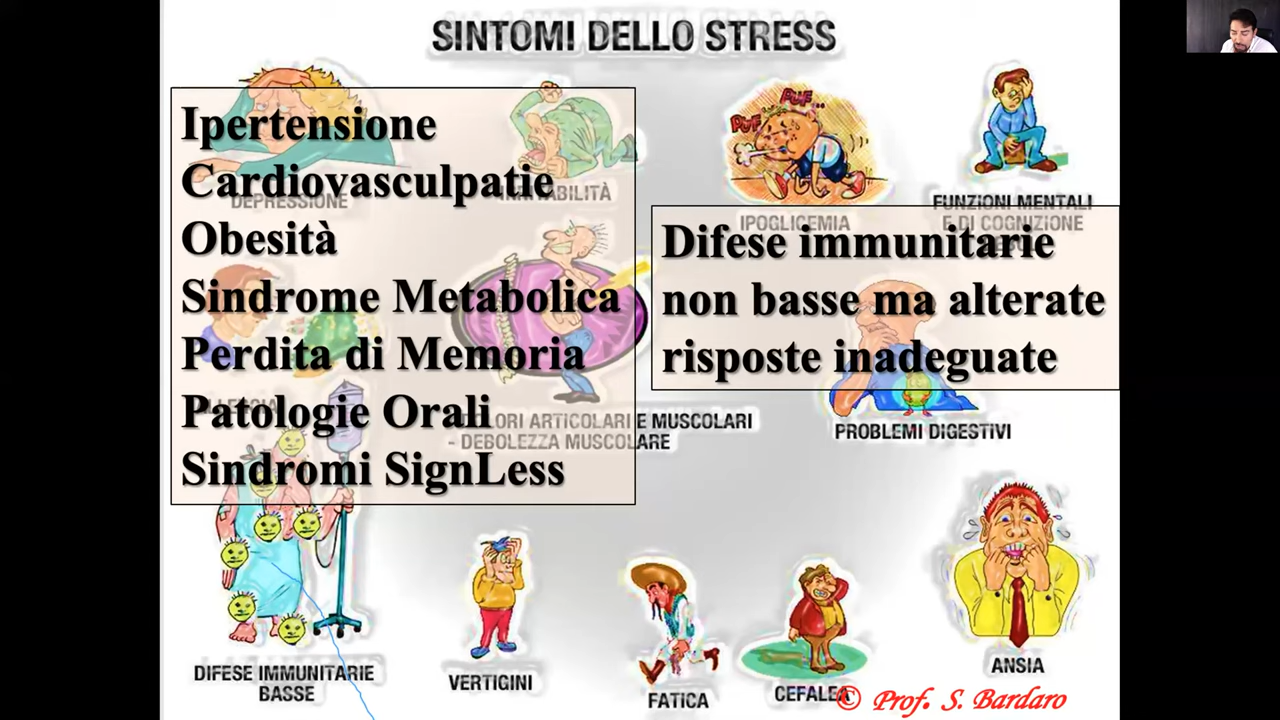 SINTOMI DELLO STRESS
PUF
PUF...
Ipertensione
Cardiovasculpatie
Obesità
Sindrome Metabolica
Perdita di Memoria
Patologie Orali
Sindromi SignLess
DEPRESSIONE
IPOGLICEMIA
FUNZIONI MENTALI
E DI COGNIZIONE
Difese immunitarie
non basse ma alterate
risposte inadeguate
ARTICOLARI E MUSCOLARI
- DEBOLEZZA MUSCOLARE
PROBLEMI DIGESTIVI
DIFESE IMMUNITARIE
BASSE
VERTIGINI
FATICA
CEFALEA
ANSIA
© Prof. S. Bardaro